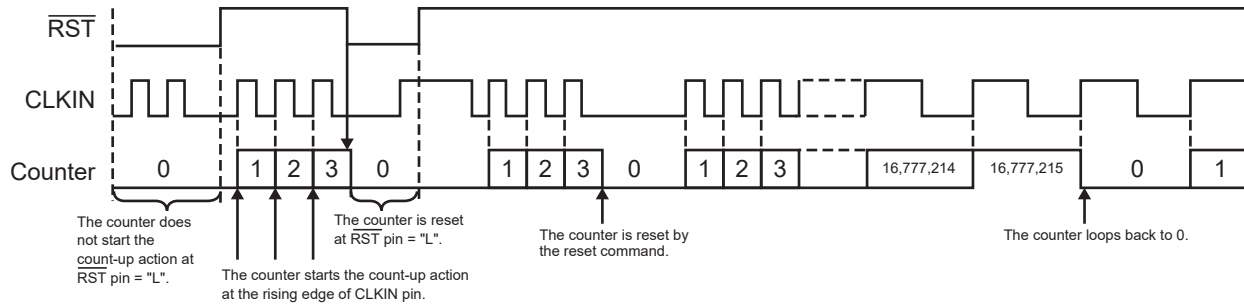 RST
CLKIN
Counter
0
1
2
3
0
1
2
3
0
1
2
3
16,777,214
16,777,215
0
1
The counter does
not start the
count-up action at
RST pin = "L".
The counter is reset
at RST pin = "L".
The counter starts the count-up action
at the rising edge of CLKIN pin.
The counter is reset by
the reset command.
The counter loops back to 0.